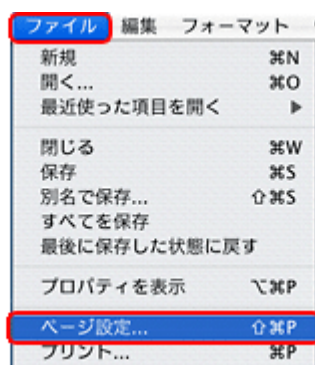 ファイル 編集 フォーマット
新規 ⌘N
開く... ⌘O
最近使った項目を開く ▶
閉じる ⌘W
保存 ⌘S
別名で保存... ⇧⌘S
すべてを保存
最後に保存した状態に戻す
プロパティを表示 ⌥⌘P
ページ設定... ⇧⌘P
プリント... ⌘P